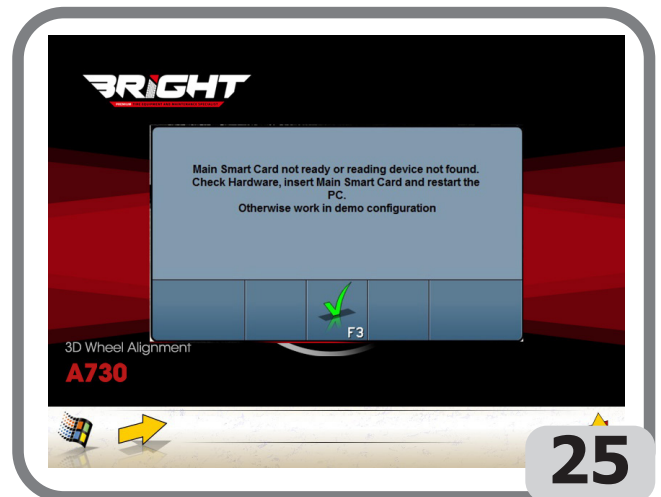 BRIGHT
Main Smart Card not ready or reading device not found.
Check Hardware, insert Main Smart Card and restart the
PC.
Otherwise work in demo configuration
F3
3D Wheel Alignment
A730
25